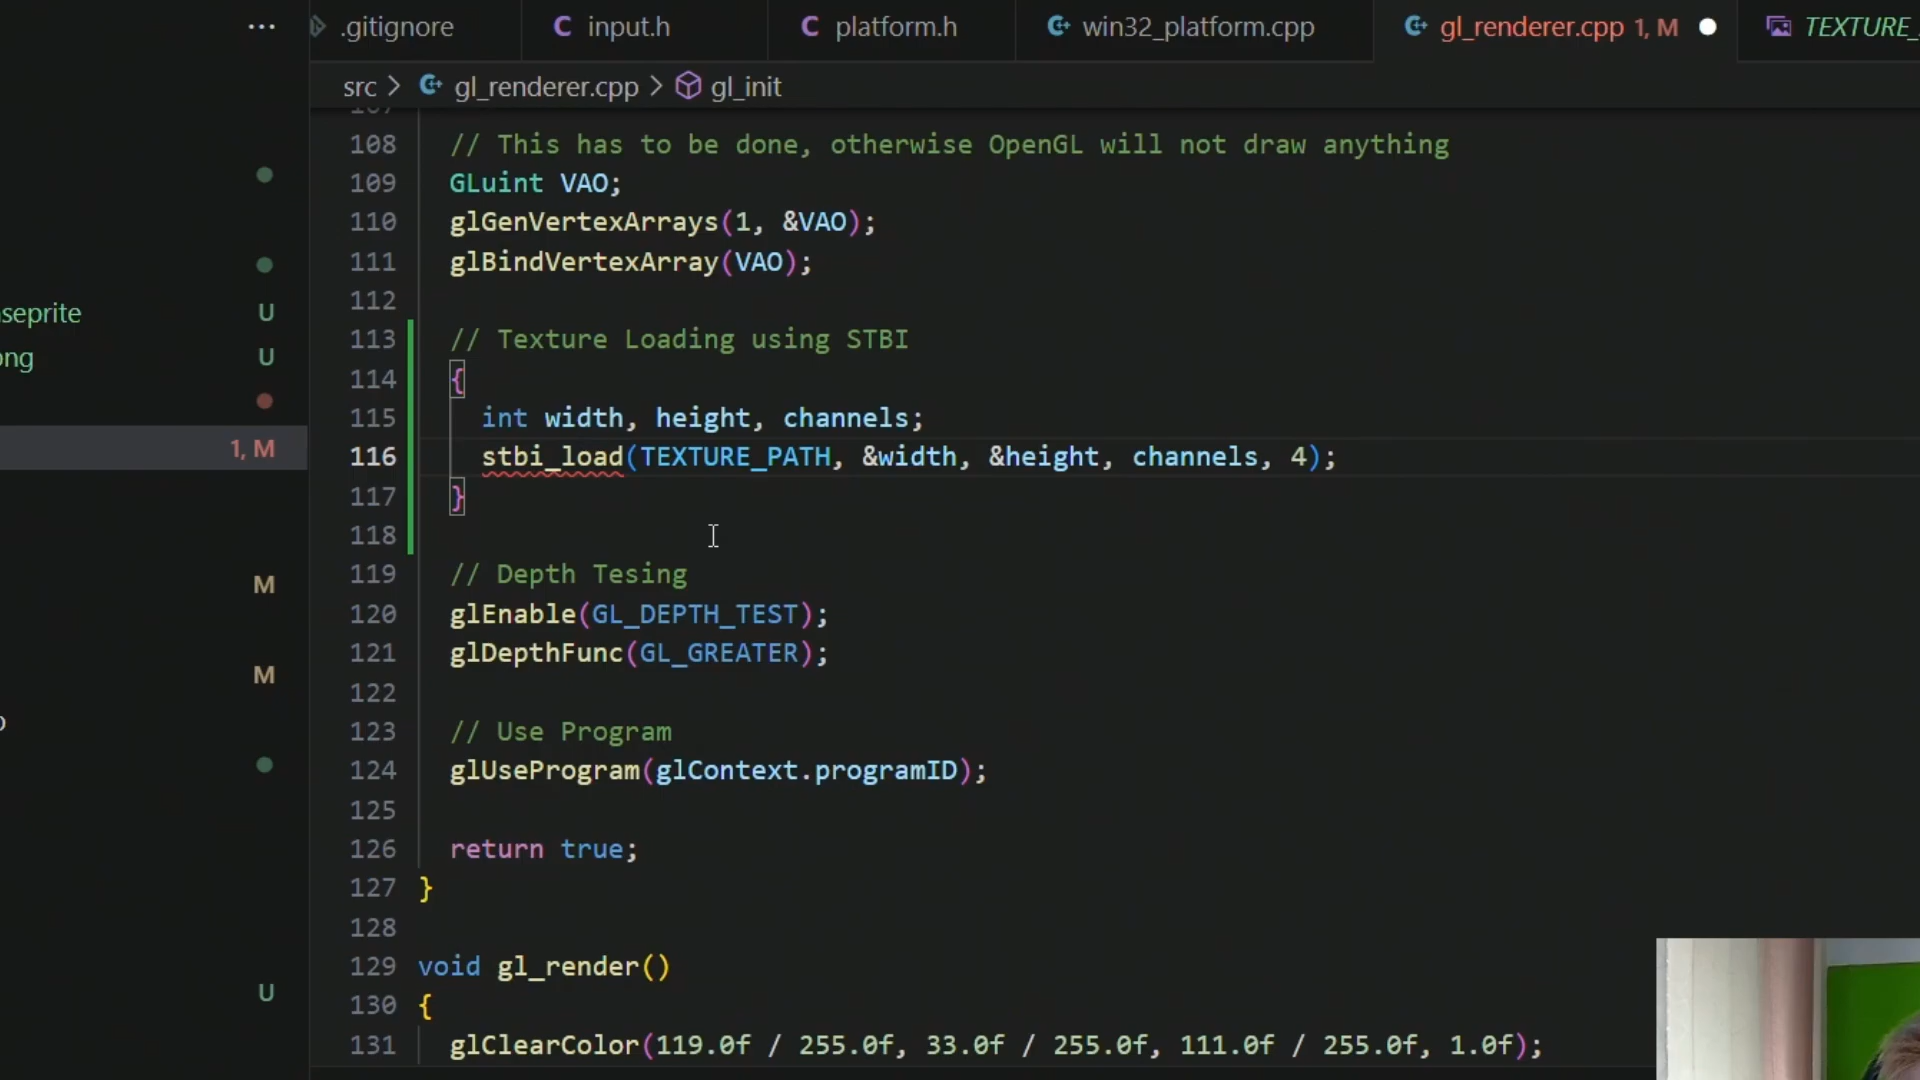 ... .gitignore input.h platform.h win32_platform.cpp gl_renderer.cpp 1, M TEXTURE_
src > gl_renderer.cpp > gl_init
108 // This has to be done, otherwise OpenGL will not draw anything
109 GLuint VAO;
110 glGenVertexArrays(1, &VAO);
111 glBindVertexArray(VAO);
112
113 // Texture Loading using STBI
114 {
115 int width, height, channels;
116 stbi_load(TEXTURE_PATH, &width, &height, channels, 4);
117 }
118
119 // Depth Tesing
120 glEnable(GL_DEPTH_TEST);
121 glDepthFunc(GL_GREATER);
122
123 // Use Program
124 glUseProgram(glContext.programID);
125
126 return true;
127 }
128
129 void gl_render()
130 {
131 glClearColor(119.0f / 255.0f, 33.0f / 255.0f, 111.0f / 255.0f, 1.0f);
seprite U
ng U
1, M
M
M
U